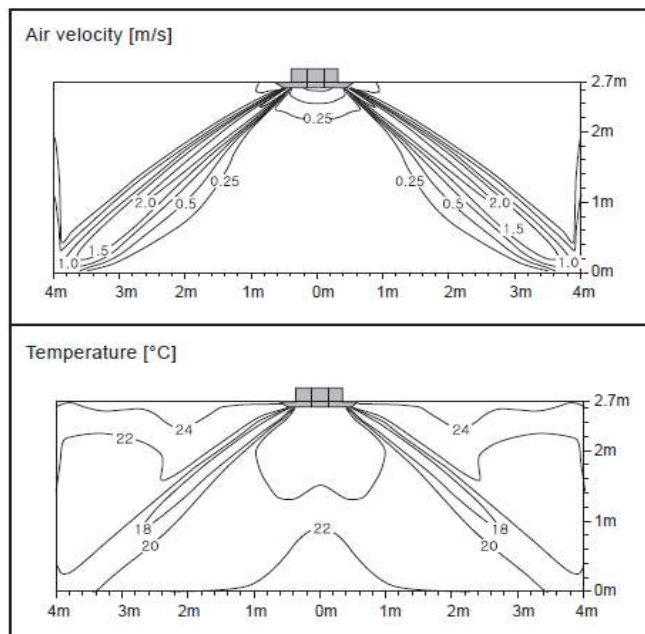 Air velocity [m/s]
2.7m
0.25
2m
0.25 0.25
2.0 2.0
0.5 0.5 1m
1.5 1.5
1.0 1.0 0m
4m 3m 2m 1m 0m 1m 2m 3m 4m
Temperature [°C]
2.7m
24 24
22 2m
18 18 1m
20 22 20
0m
4m 3m 2m 1m 0m 1m 2m 3m 4m